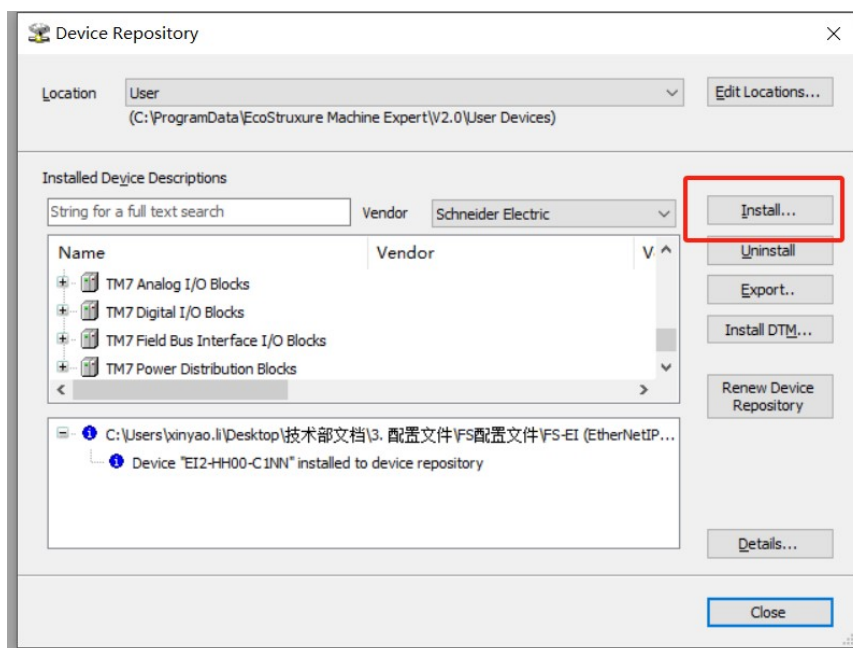 Device Repository
Location User Edit Locations...
(C:\ProgramData\EcoStruxure Machine Expert\V2.0\User Devices)
Installed Device Descriptions
String for a full text search Vendor Schneider Electric Install...
Name Vendor V Uninstall
TM7 Analog I/O Blocks
TM7 Digital I/O Blocks Export..
TM7 Field Bus Interface I/O Blocks Install DTM...
TM7 Power Distribution Blocks
Renew Device
Repository
C:\Users\xinyao.li\Desktop\技术部文档\3. 配置文件\FS配置文件\FS-EI (EtherNetIP...
Device "EI2-HH00-C1NN" installed to device repository
Details...
Close